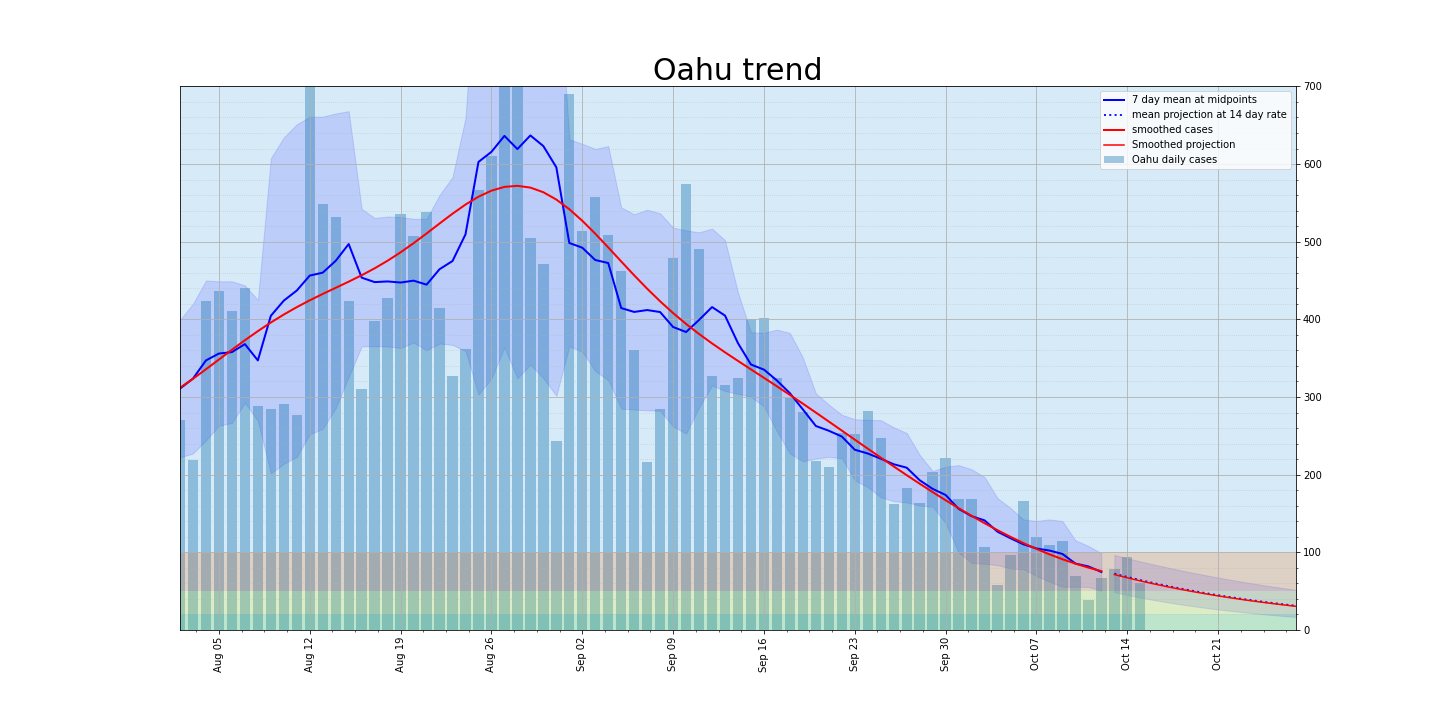 Oahu trend
7 day mean at midpoints
mean projection at 14 day rate
smoothed cases
Smoothed projection
Oahu daily cases
700
600
500
400
300
200
100
0
Aug 05
Aug 12
Aug 19
Aug 26
Sep 02
Sep 09
Sep 16
Sep 23
Sep 30
Oct 07
Oct 14
Oct 21